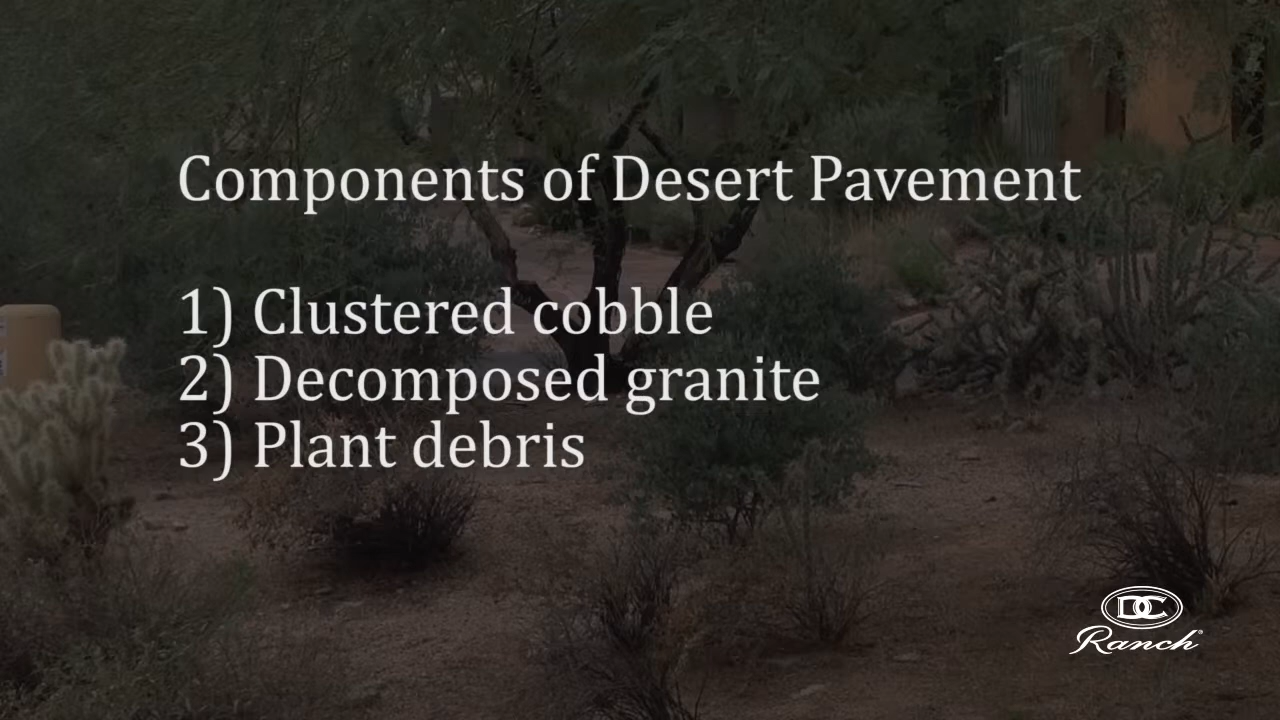 Components of Desert Pavement
1) Clustered cobble
2) Decomposed granite
3) Plant debris
DC
Ranch®